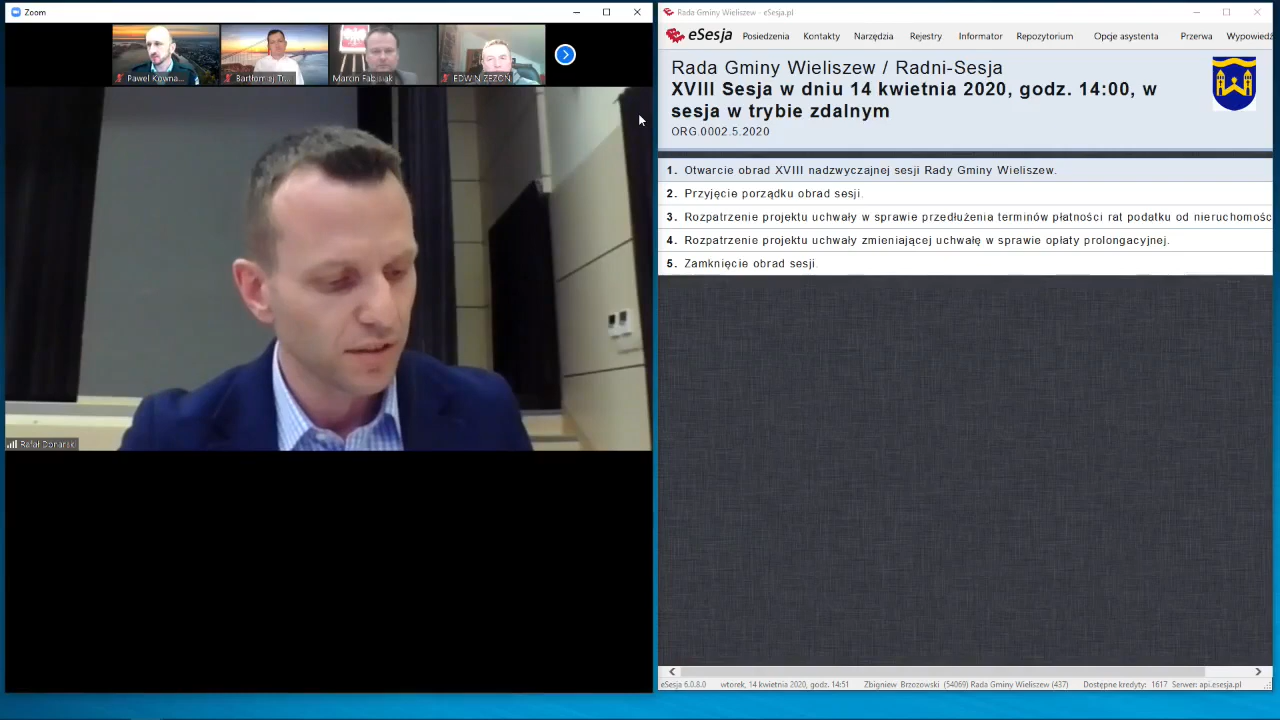 Zoom
Paweł Kowna...
Bartłomiej Tr...
Marcin Fabisiak
EDWIN ZEZOŃ
Rafał Donarski
Rada Gminy Wieliszew - eSesja.pl
eSesja
Posiedzenia Kontakty Narzędzia Rejestry Informator Repozytorium Opcje asystenta Przerwa Wypowiedź
Rada Gminy Wieliszew / Radni-Sesja
XVIII Sesja w dniu 14 kwietnia 2020, godz. 14:00, w
sesja w trybie zdalnym
ORG.0002.5.2020
1. Otwarcie obrad XVIII nadzwyczajnej sesji Rady Gminy Wieliszew.
2. Przyjęcie porządku obrad sesji.
3. Rozpatrzenie projektu uchwały w sprawie przedłużenia terminów płatności rat podatku od nieruchomośc
4. Rozpatrzenie projektu uchwały zmieniającej uchwałę w sprawie opłaty prolongacyjnej.
5. Zamknięcie obrad sesji.
eSesja 6.0.8.0 wtorek, 14 kwietnia 2020, godz. 14:51 Zbigniew Brzozowski (54069) Rada Gminy Wieliszew (437) Dostępne kredyty: 1617 Serwer: api.esesja.pl